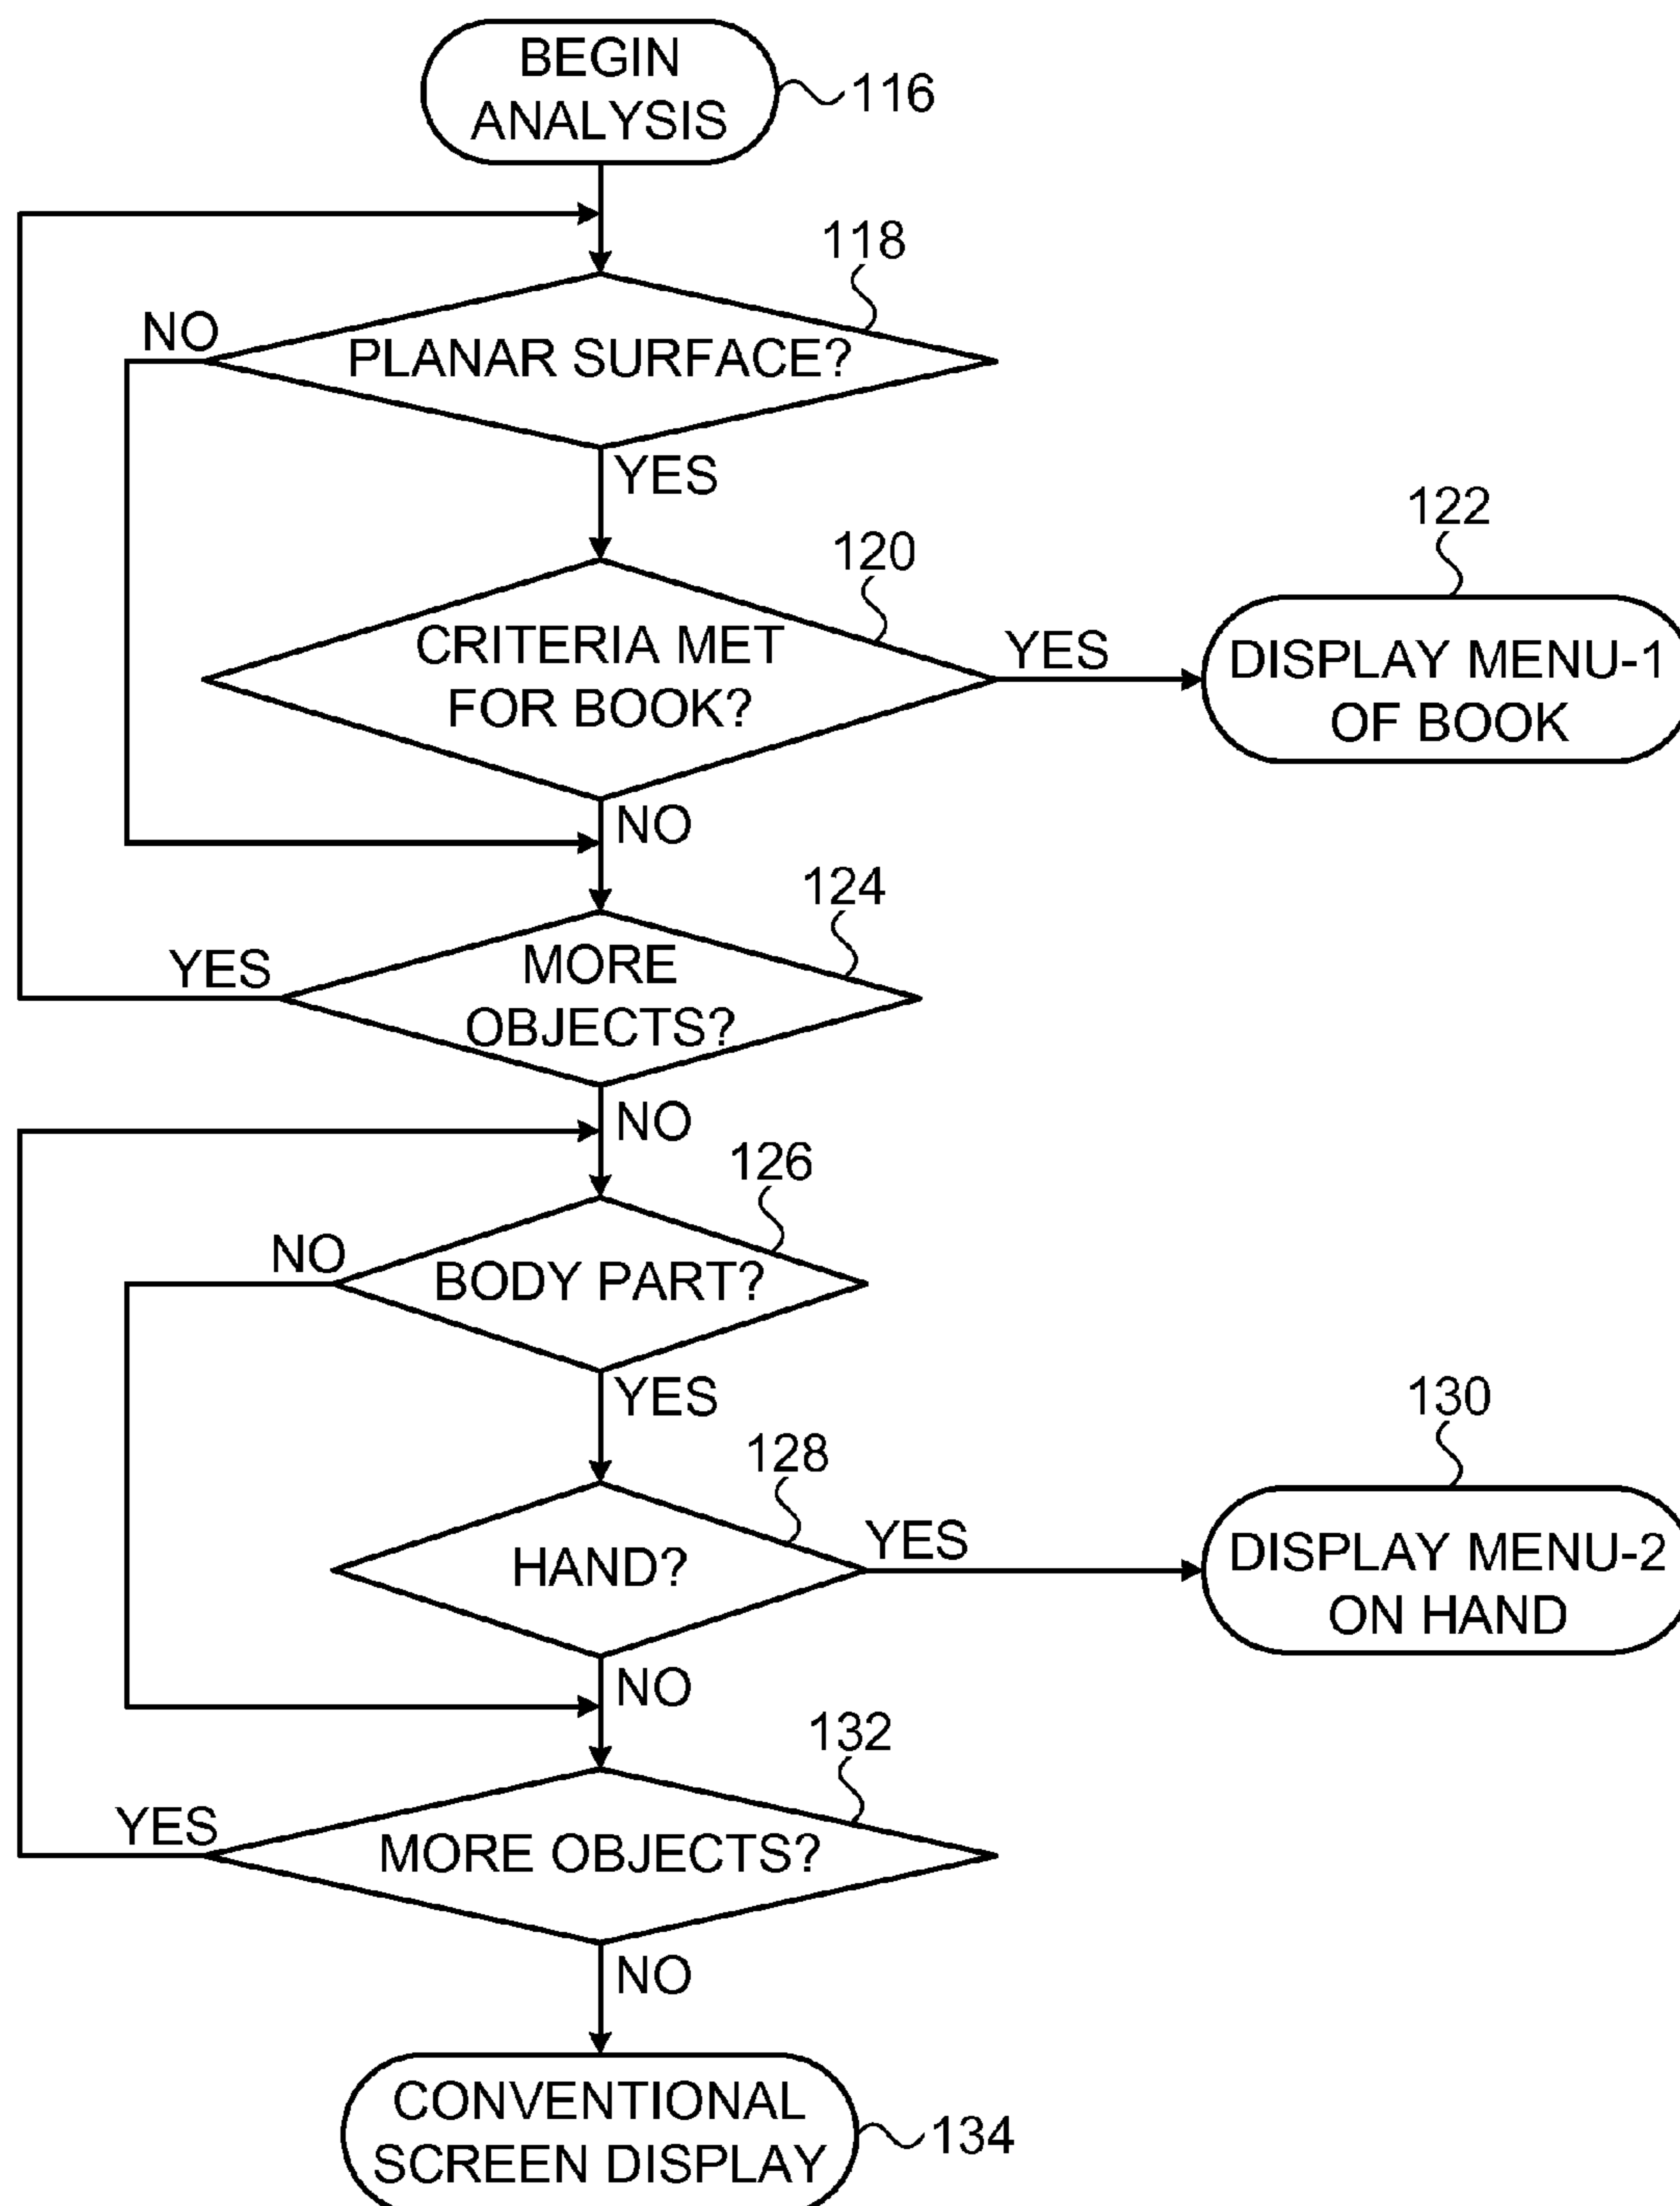 BEGIN
ANALYSIS
116
118
NO
PLANAR SURFACE?
YES
120
122
CRITERIA MET
FOR BOOK?
YES
DISPLAY MENU-1
OF BOOK
NO
124
YES
MORE
OBJECTS?
NO
126
NO
BODY PART?
YES
128
130
HAND?
YES
DISPLAY MENU-2
ON HAND
NO
132
YES
MORE OBJECTS?
NO
CONVENTIONAL
SCREEN DISPLAY
134